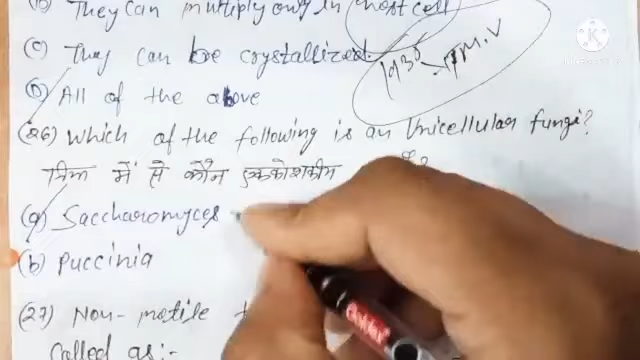 (b) They can multiply only in host cell
(c) They can be crystallized.
(D) All of the above
(26) Which of the following is an Unicellular fungi?
निम्न में से कौन एककोशकीय
(a) Saccharomyces
(b) Puccinia
(27) Non-motile
Called as:-
1935 → T.M.V